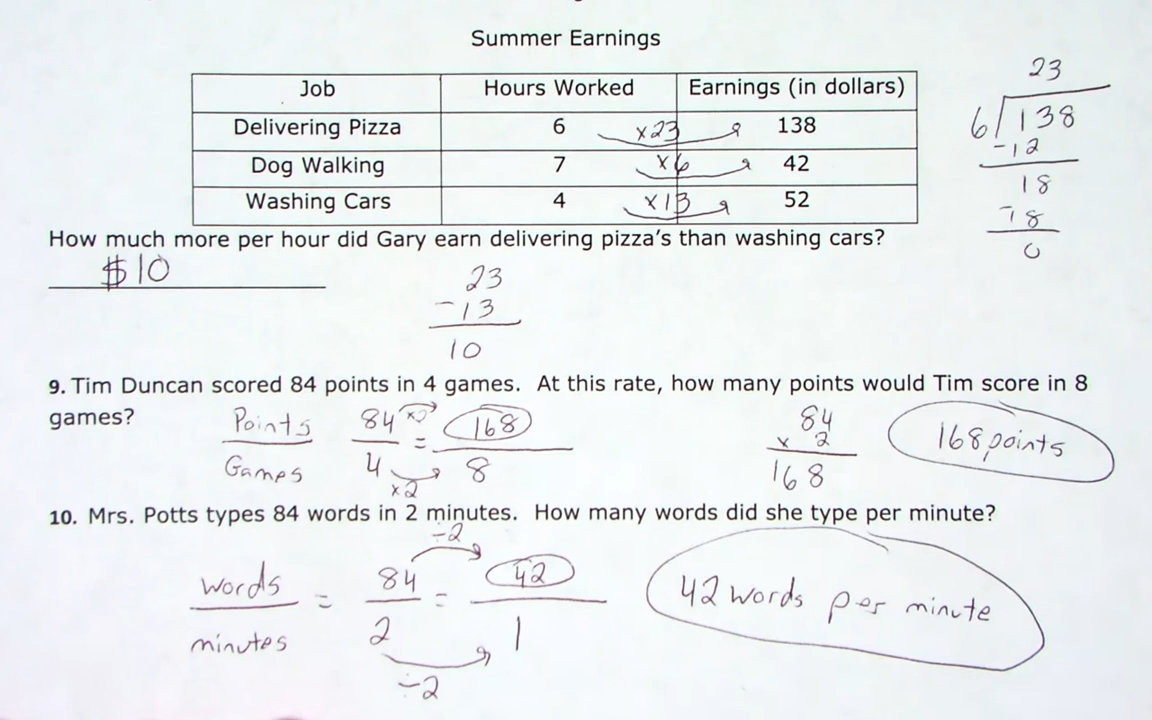 Summer Earnings
Job Hours Worked Earnings (in dollars)
Delivering Pizza 6 ×23 138
Dog Walking 7 ×6 42
Washing Cars 4 ×13 52
23
6 138
-12
18
-18
0
How much more per hour did Gary earn delivering pizza's than washing cars?
$10
23
-13
10
9. Tim Duncan scored 84 points in 4 games. At this rate, how many points would Tim score in 8
games?
Points 84 ×2 168
=
Games 4 ×2 8
84
× 2
168
168 points
10. Mrs. Potts types 84 words in 2 minutes. How many words did she type per minute?
÷2
words 84 42
= =
minutes 2 1
÷2
42 words per minute